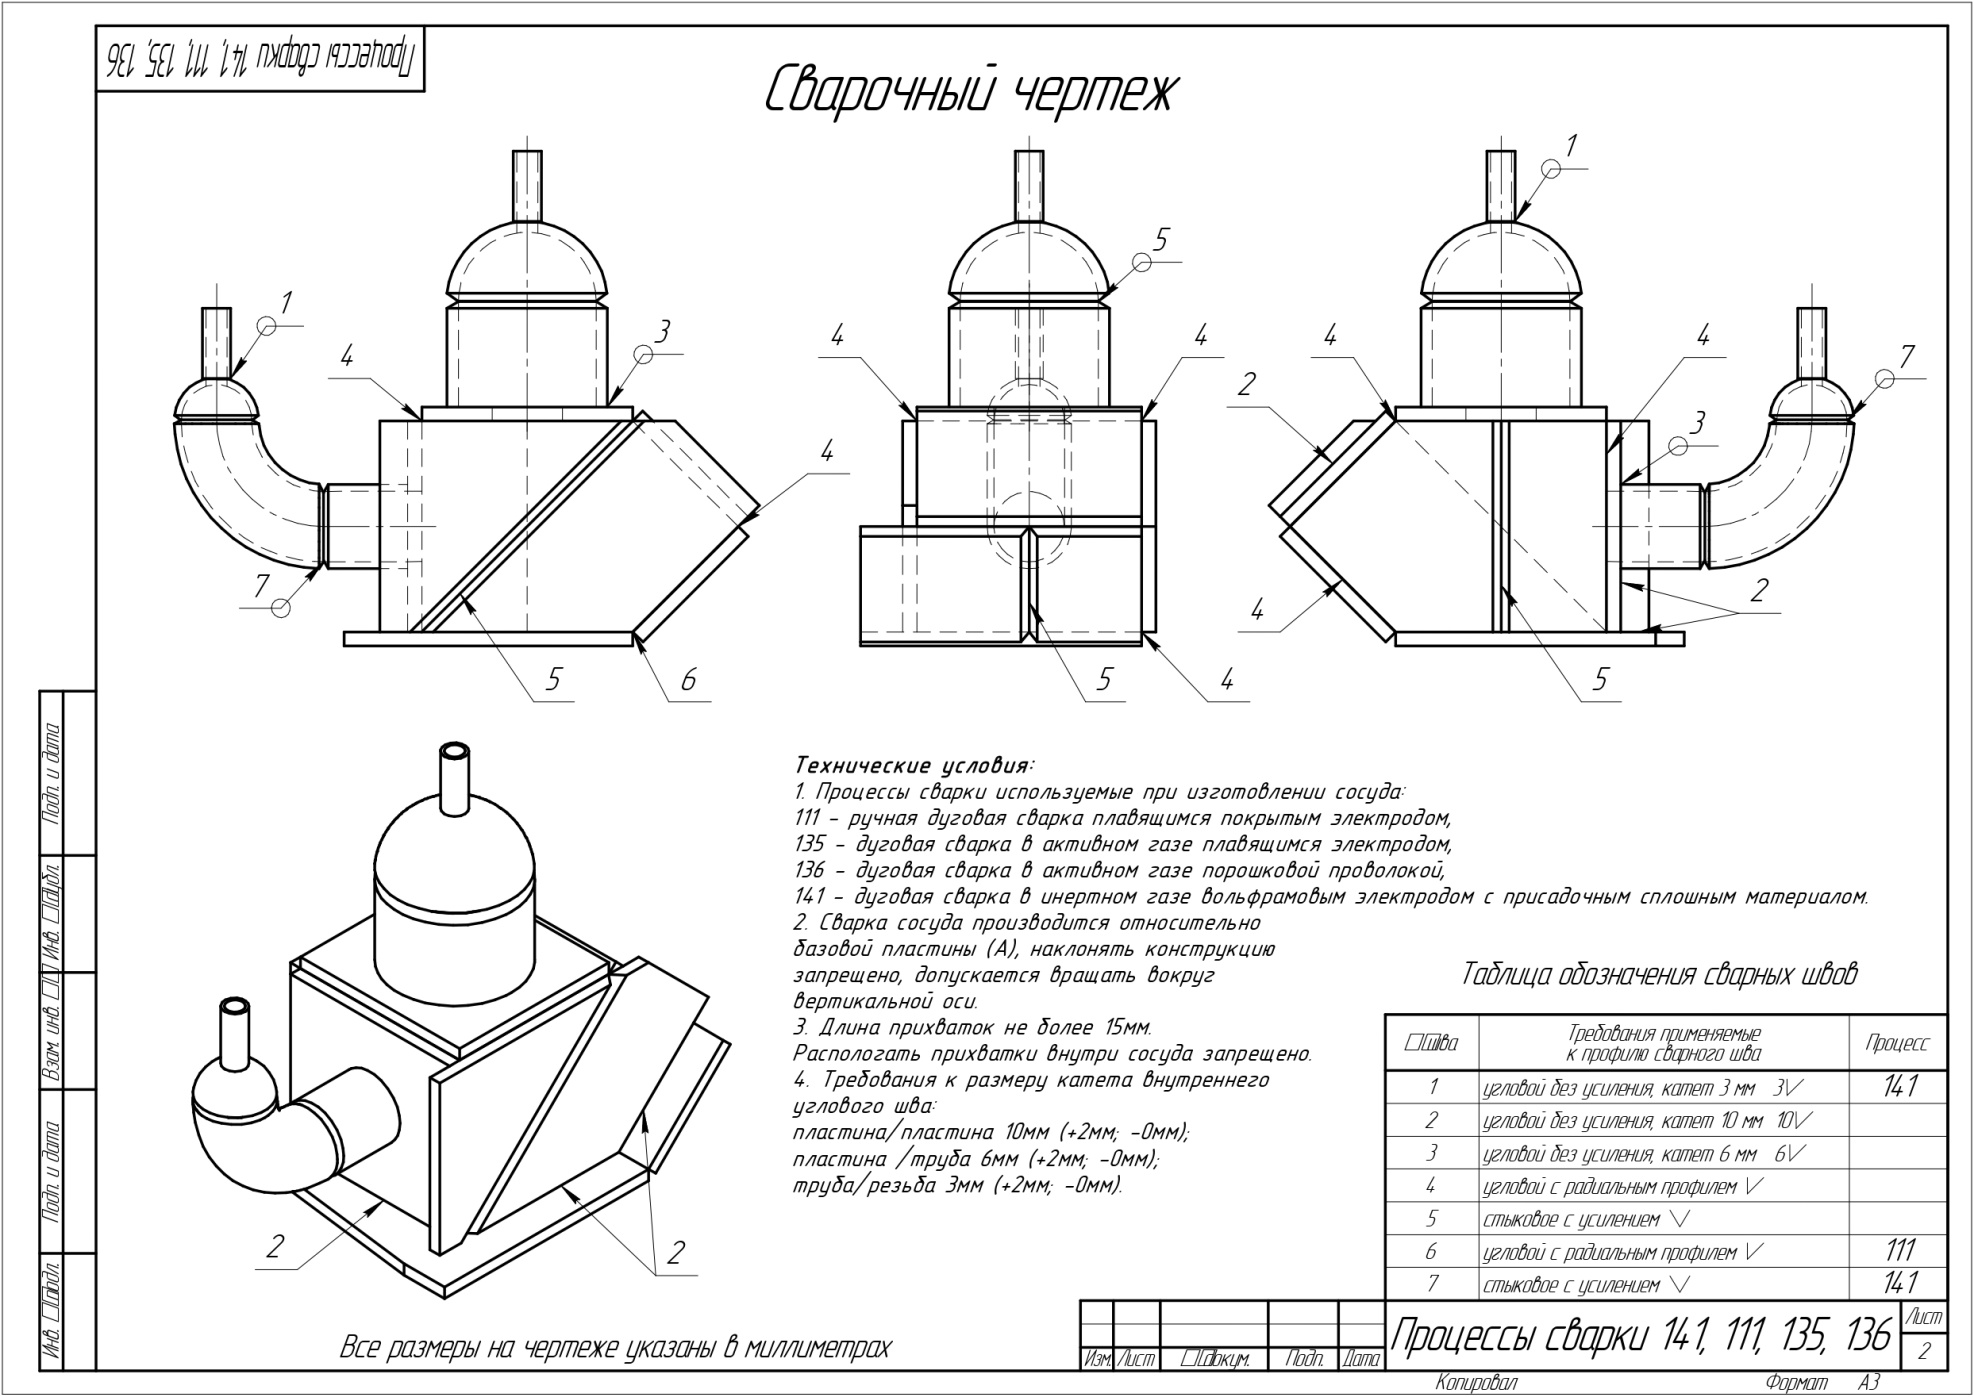 Процессы сварки 141, 111, 135, 136
Сварочный чертеж
1
5
1
1
4
3
4
4
4
2
4
7
3
4
7
4
2
5
6
5
4
5
Технические условия:
1. Процессы сварки используемые при изготовлении сосуда:
111 - ручная дуговая сварка плавящимся покрытым электродом,
135 - дуговая сварка в активном газе плавящимся электродом,
136 - дуговая сварка в активном газе порошковой проволокой,
141 - дуговая сварка в инертном газе вольфрамовым электродом с присадочным сплошным материалом.
2. Сварка сосуда производится относительно
базовой пластины (А), наклонять конструкцию
запрещено, допускается вращать вокруг
вертикальной оси.
3. Длина прихваток не более 15мм.
Распологать прихватки внутри сосуда запрещено.
4. Требования к размеру катета внутреннего
углового шва:
пластина/пластина 10мм (+2мм; -0мм);
пластина /труба 6мм (+2мм; -0мм);
труба/резьба 3мм (+2мм; -0мм).
2
2
Все размеры на чертеже указаны в миллиметрах
Таблица обозначения сварных швов
□□шва Требования применяемые к профилю сварного шва Процесс
1 угловой без усиления, катет 3 мм 3V 141
2 угловой без усиления, катет 10 мм 10V
3 угловой без усиления, катет 6 мм 6V
4 угловой с радиальным профилем V
5 стыковое с усилением V
6 угловой с радиальным профилем V 111
7 стыковое с усилением V 141
Процессы сварки 141, 111, 135, 136
Лист
2
Изм. Лист □□докум. Подп. Дата
Копировал Формат А3
Подп. и дата
Инв. □□дубл.
Взам. инв. □□
Подп. и дата
Инв. □□подл.